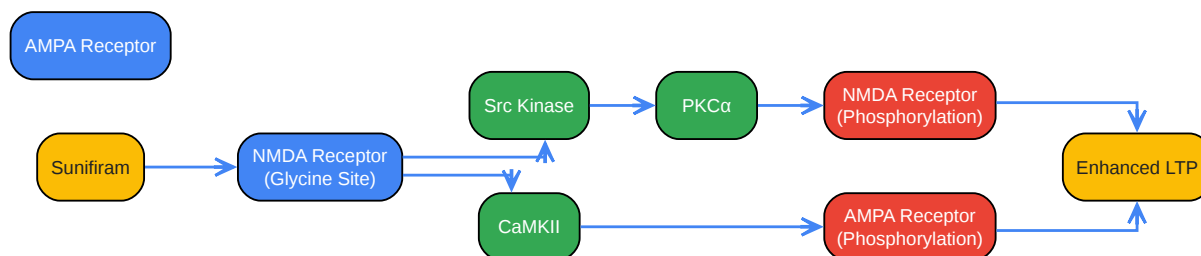 AMPA Receptor
Sunifiram
NMDA Receptor
(Glycine Site)
Src Kinase
PKCα
NMDA Receptor
(Phosphorylation)
CaMKII
AMPA Receptor
(Phosphorylation)
Enhanced LTP